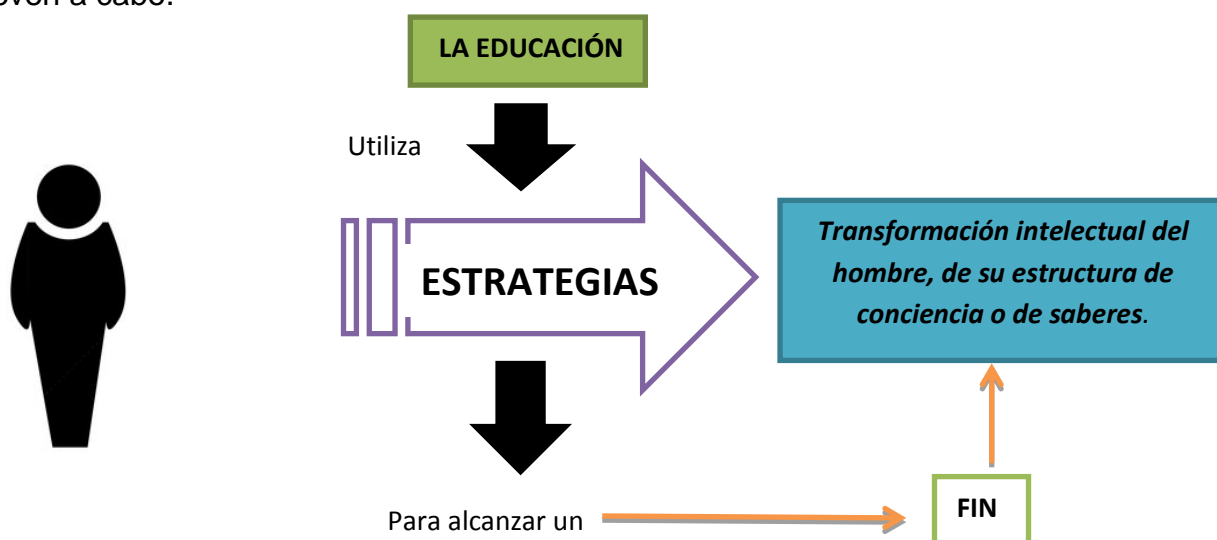 a cabo.
LA EDUCACIÓN
Utiliza
ESTRATEGIAS
Transformación intelectual del
hombre, de su estructura de
conciencia o de saberes.
Para alcanzar un
FIN